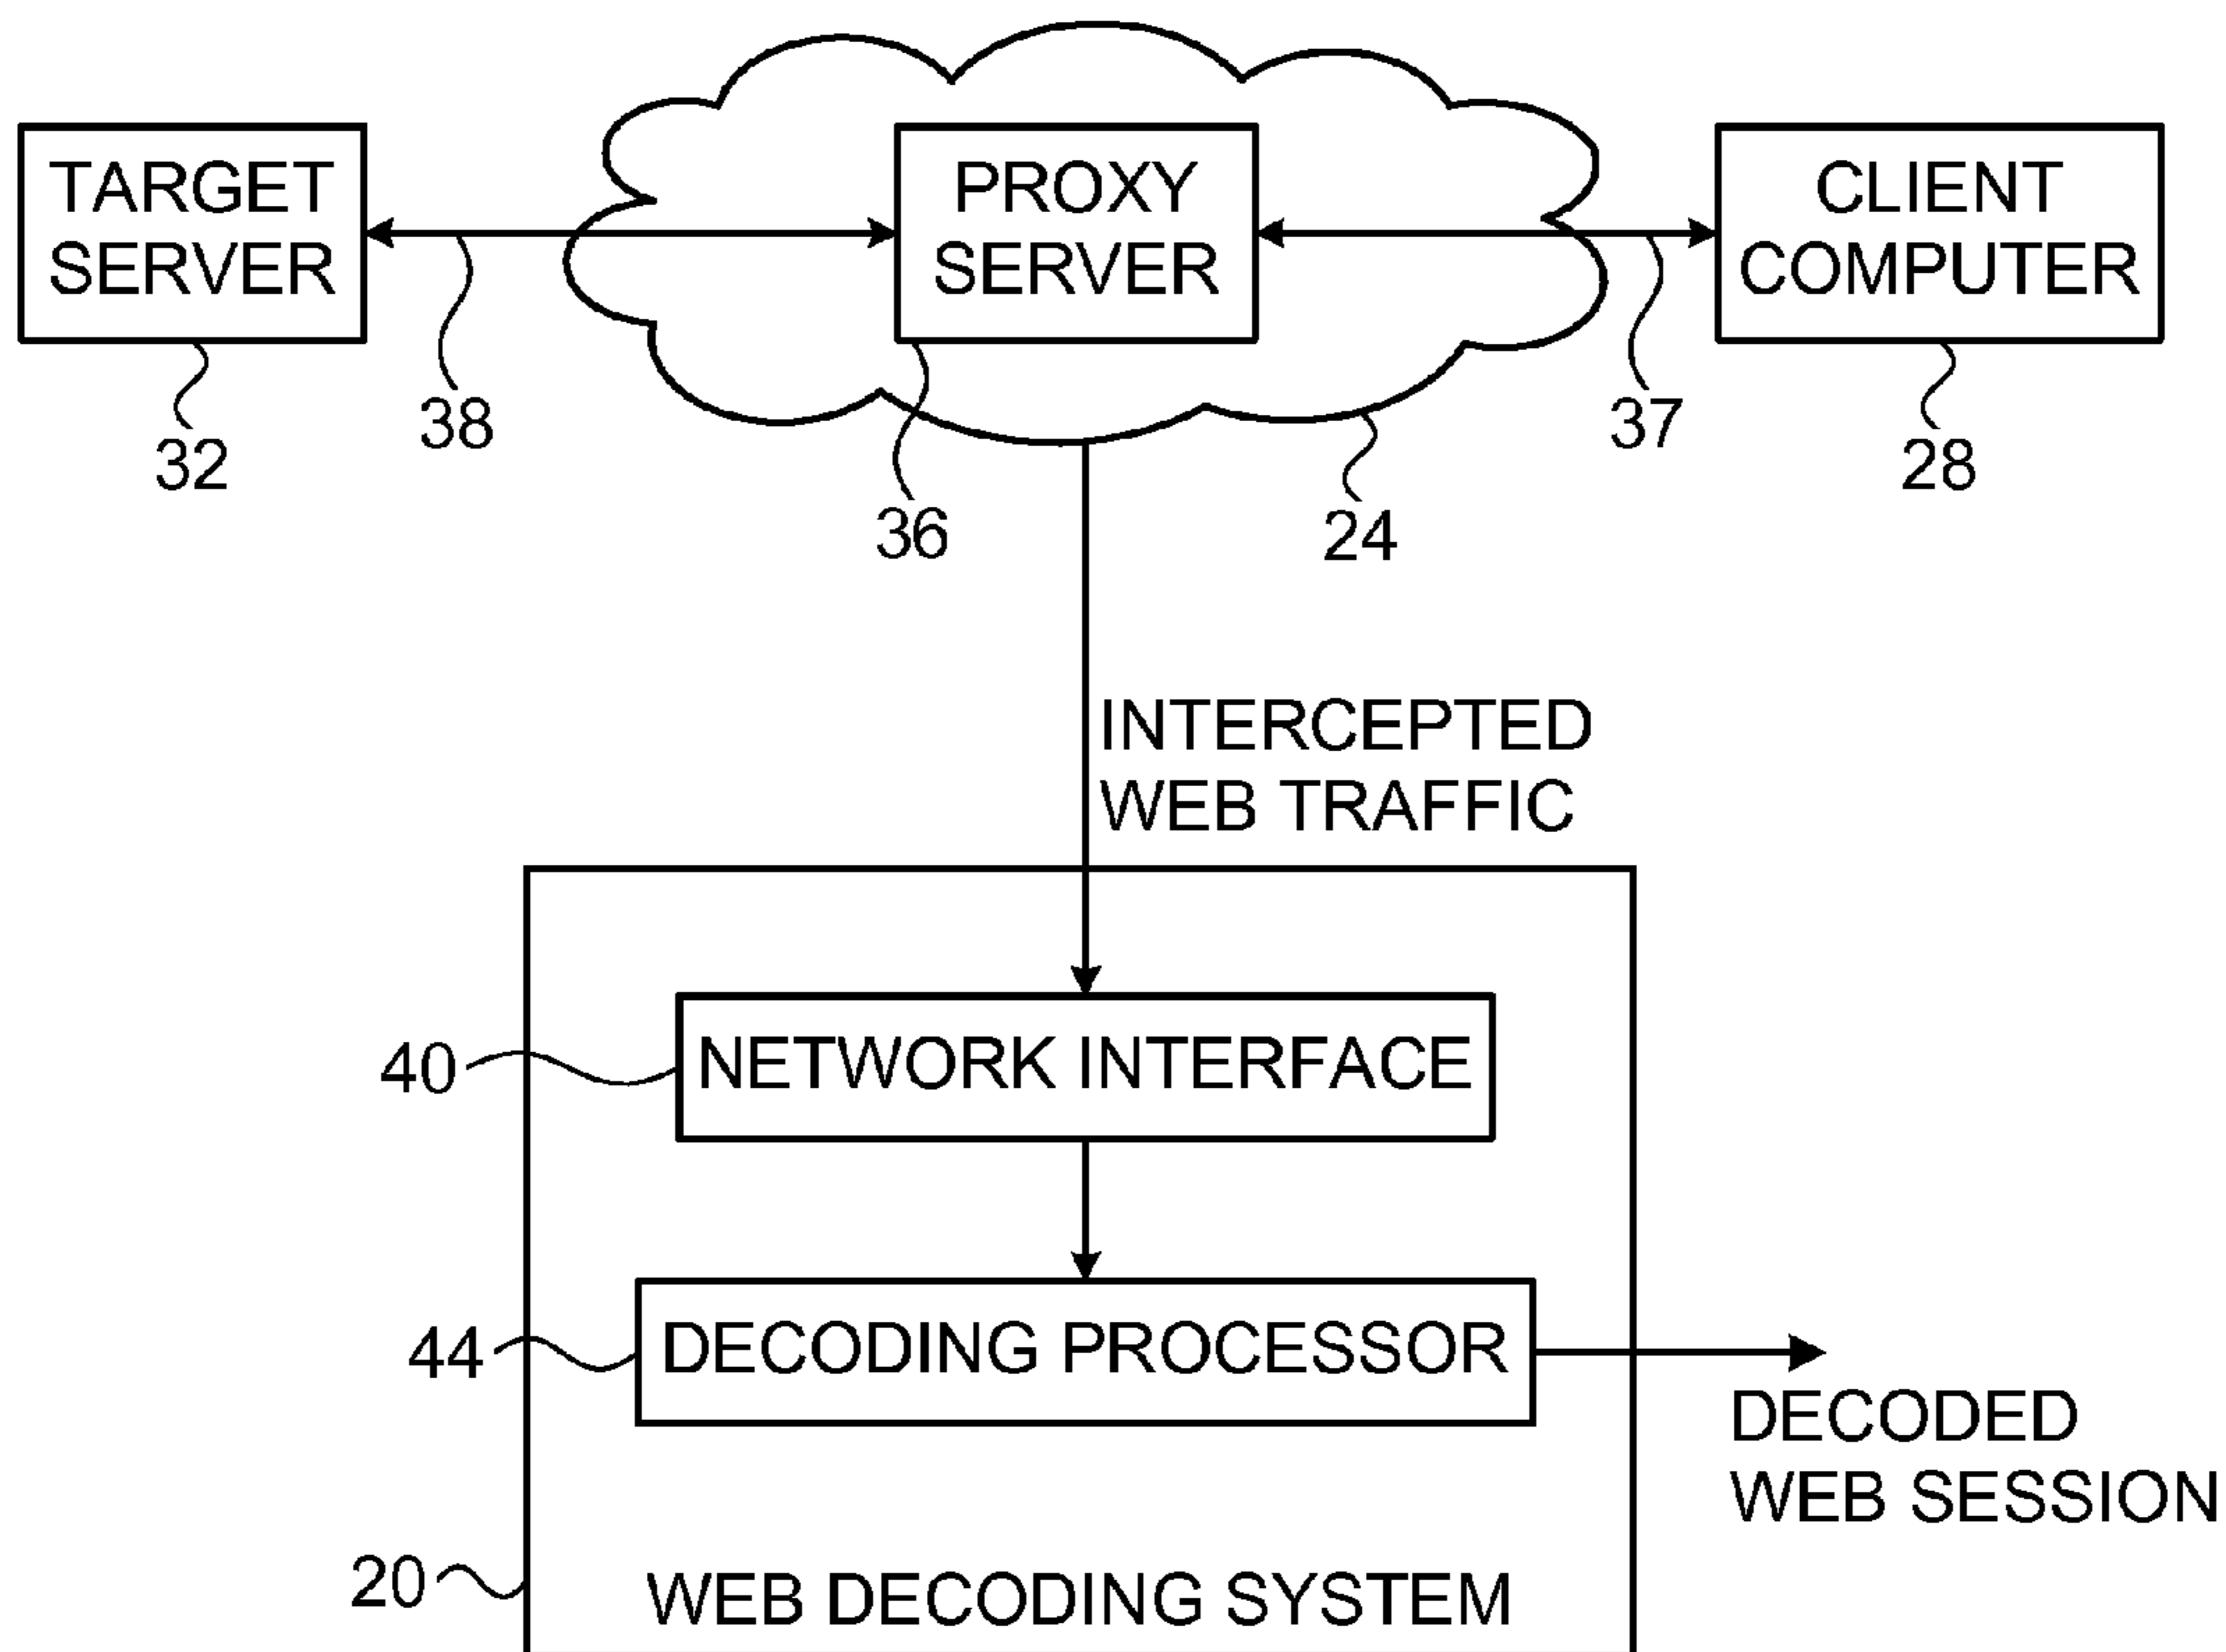 TARGET
SERVER
PROXY
SERVER
CLIENT
COMPUTER
38
37
32
36
24
28
INTERCEPTED
WEB TRAFFIC
40
NETWORK INTERFACE
44
DECODING PROCESSOR
DECODED
WEB SESSION
20
WEB DECODING SYSTEM